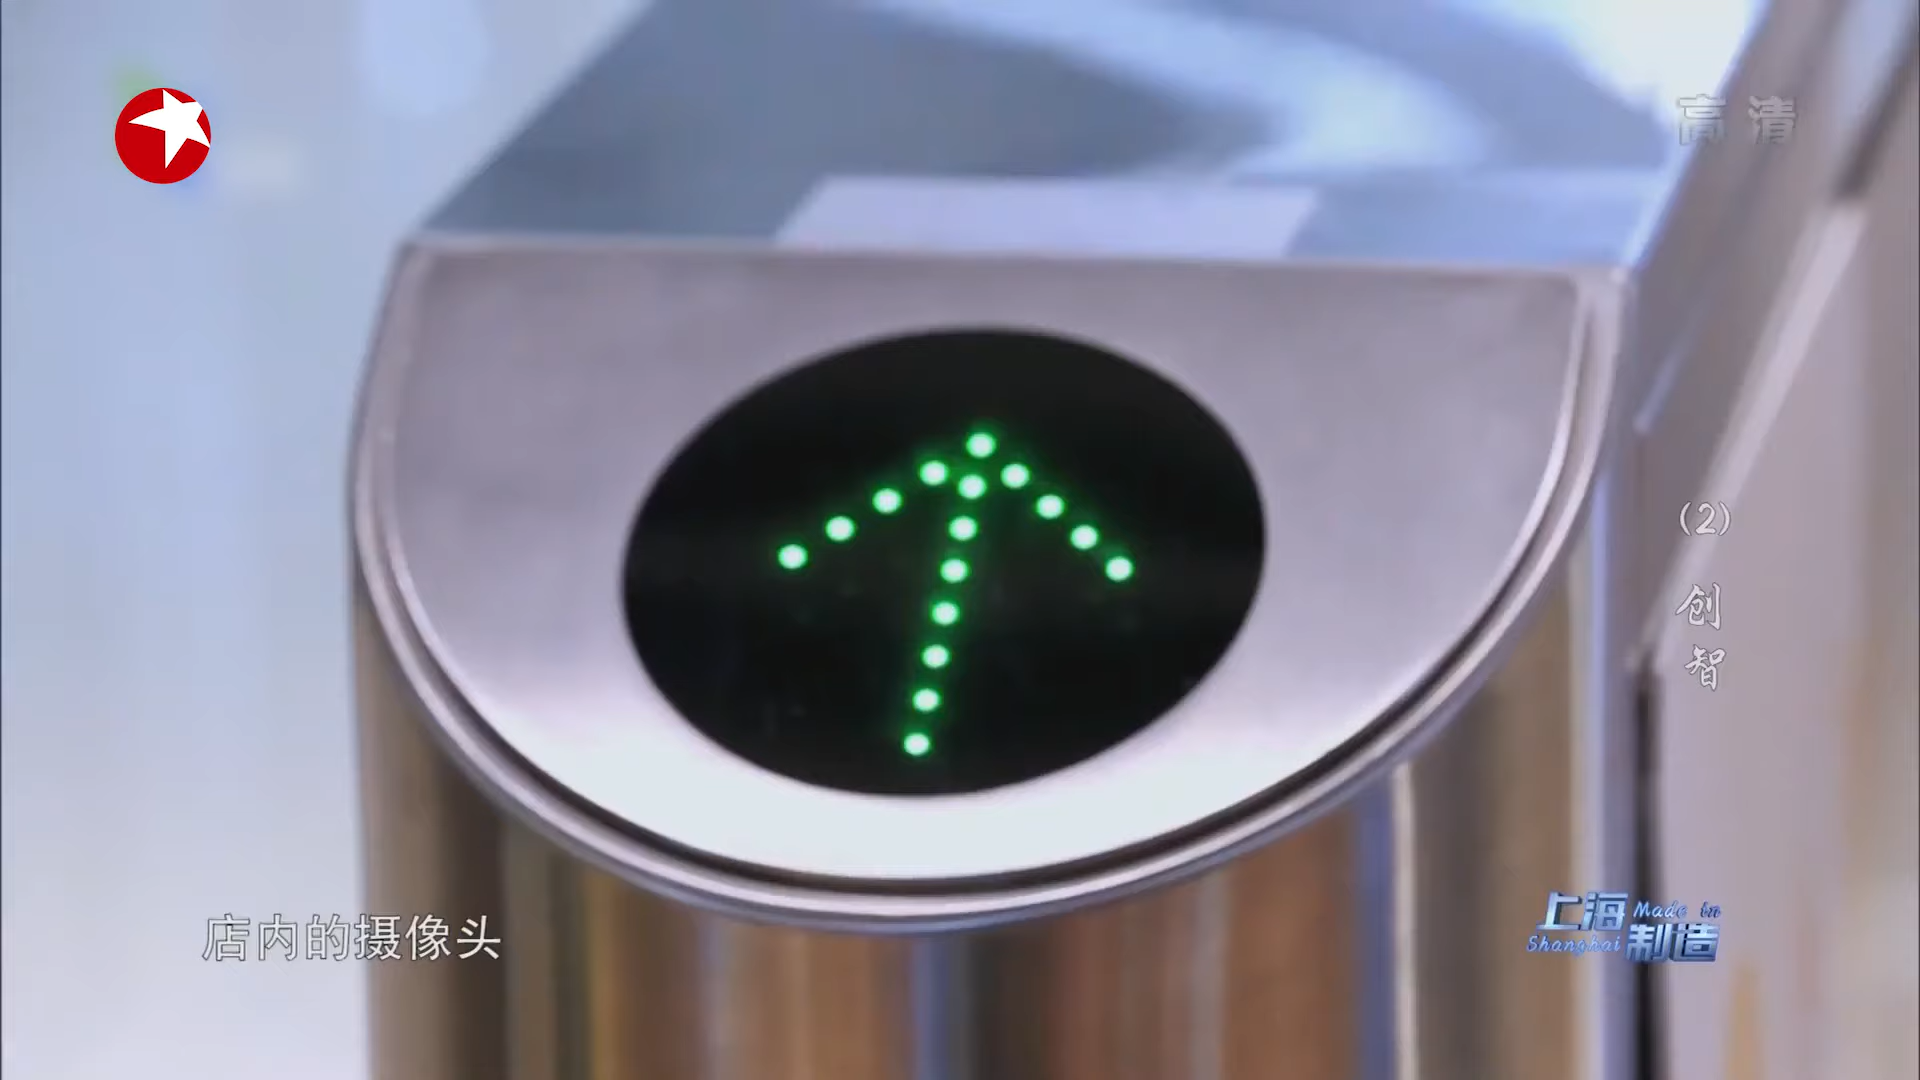 高清
(2)
创
智
上海 Made in
Shanghai 制造
店内的摄像头